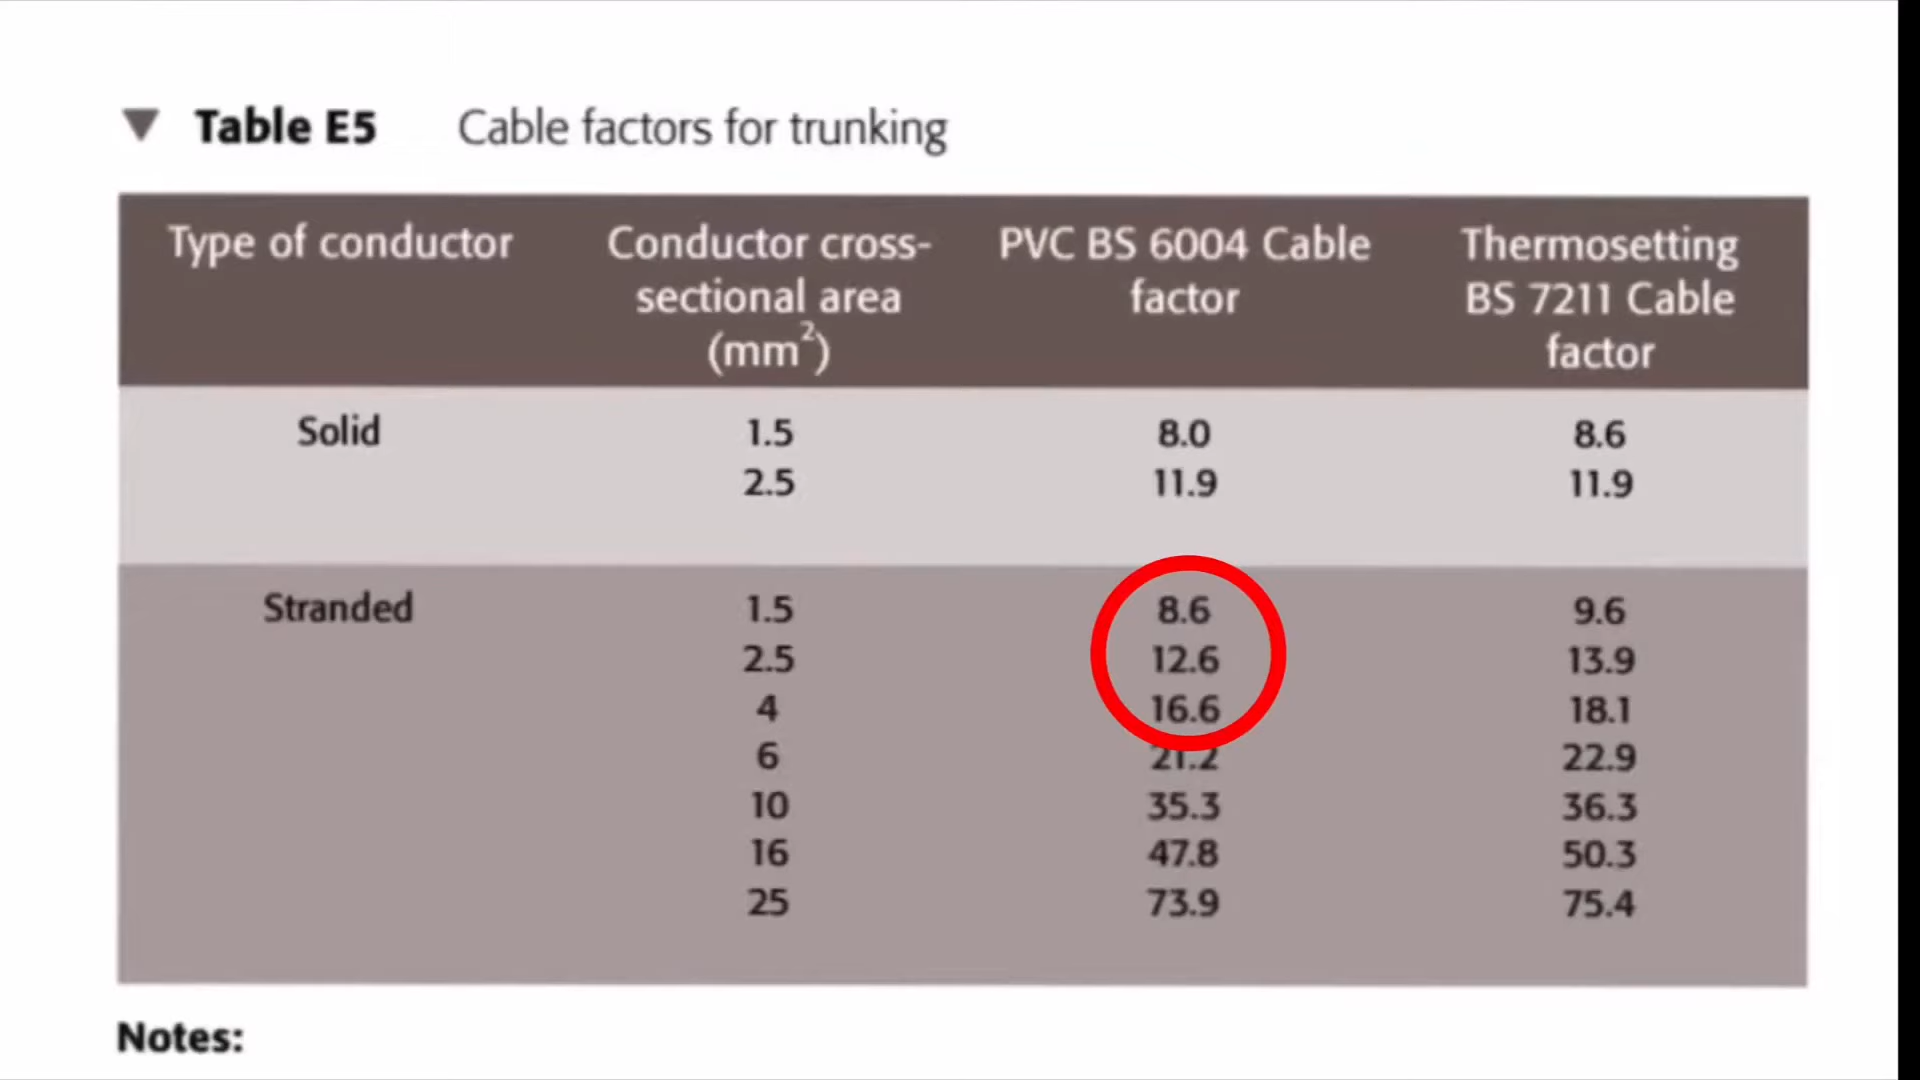 ▼ Table E5 Cable factors for trunking
Type of conductor Conductor cross-sectional area (mm²) PVC BS 6004 Cable factor Thermosetting BS 7211 Cable factor
Solid 1.5 8.0 8.6
2.5 11.9 11.9
Stranded 1.5 8.6 9.6
2.5 12.6 13.9
4 16.6 18.1
6 21.2 22.9
10 35.3 36.3
16 47.8 50.3
25 73.9 75.4
Notes: